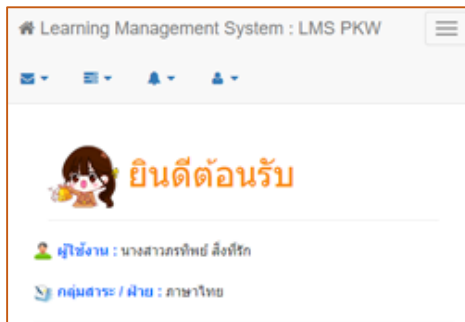 Learning Management System : LMS PKW
ยินดีต้อนรับ
ผู้ใช้งาน : นางสาวภรทิพย์ สิ่งที่รัก
กลุ่มสาระ / ฝ่าย : ภาษาไทย